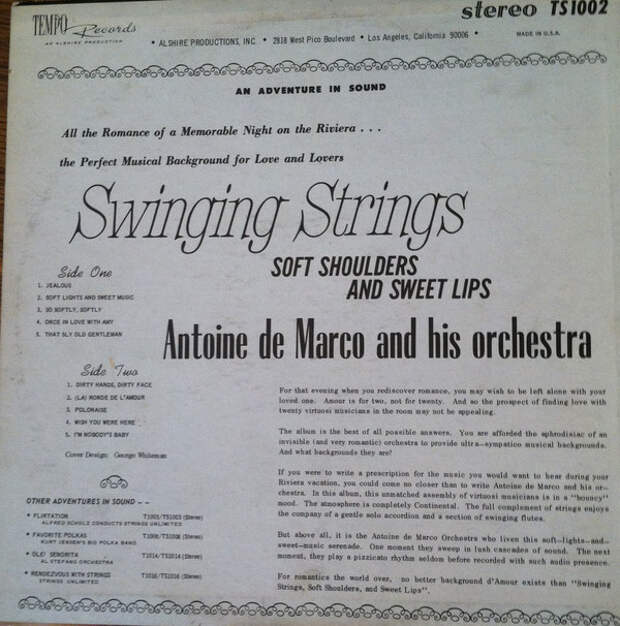 stereo TS1002
TEMPO Records
AN ALSHIRE PRODUCTION
• ALSHIRE PRODUCTIONS, INC • 2818 West Pico Boulevard • Los Angeles, California 90006 •
MADE IN U.S.A.
AN ADVENTURE IN SOUND
All the Romance of a Memorable Night on the Riviera . . .
the Perfect Musical Background for Love and Lovers
Swinging Strings
SOFT SHOULDERS
AND SWEET LIPS
Antoine de Marco and his orchestra
Side One
1. JEALOUS
2. SOFT LIGHTS AND SWEET MUSIC
3. SO SOFTLY, SOFTLY
4. ONCE IN LOVE WITH AMY
5. THAT SLY OLD GENTLEMAN
Side Two
1. DIRTY HANDS, DIRTY FACE
2. (LA) RONDE DE L'AMOUR
3. POLONAISE
4. WISH YOU WERE HERE
5. I'M NOBODY'S BABY
Cover Design: George Whiteman
OTHER ADVENTURES IN SOUND – –
• FLIRTATION T1003/TS1003 (Stereo)
ALFRED SCHOLZ CONDUCTS STRINGS UNLIMITED
• FAVORITE POLKAS T1008/TS1008 (Stereo)
KURT JENSEN'S BIG POLKA BAND
• OLE! SENORITA T1014/TS1014 (Stereo)
AL STEFANO ORCHESTRA
• RENDEZVOUS WITH STRINGS T1016/TS1016 (Stereo)
STRINGS UNLIMITED
For that evening when you rediscover romance, you may wish to be left alone with your
loved one. Amour is for two, not for twenty. And so the prospect of finding love with
twenty virtuosi musicians in the room may not be appealing.
The album is the best of all possible answers. You are afforded the aphrodisiac of an
invisible (and very romantic) orchestra to provide ultra-sympatico musical backgrounds.
And what backgrounds they are!
If you were to write a prescription for the music you would want to hear during your
Riviera vacation, you could come no closer than to write Antoine de Marco and his or-
chestra. In this album, this unmatched assembly of virtuosi musicians is in a "bouncy"
mood. The atmosphere is completely Continental. The full complement of strings enjoys
the company of a gentle solo accordion and a section of swinging flutes.
But above all, it is the Antoine de Marco Orchestra who liven this soft-lights-and-
sweet-music serenade. One moment they sweep in lush cascades of sound. The next
moment, they play a pizzicato rhythm seldom before recorded with such audio presence.
For romantics the world over, no better background d'Amour exists than "Swinging
Strings, Soft Shoulders, and Sweet Lips".